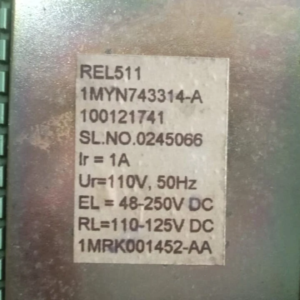 REL511
1MYN743314-A
100121741
SL.NO.0245066
Ir = 1A
Ur=110V, 50Hz
EL = 48-250V DC
RL=110-125V DC
1MRK001452-AA